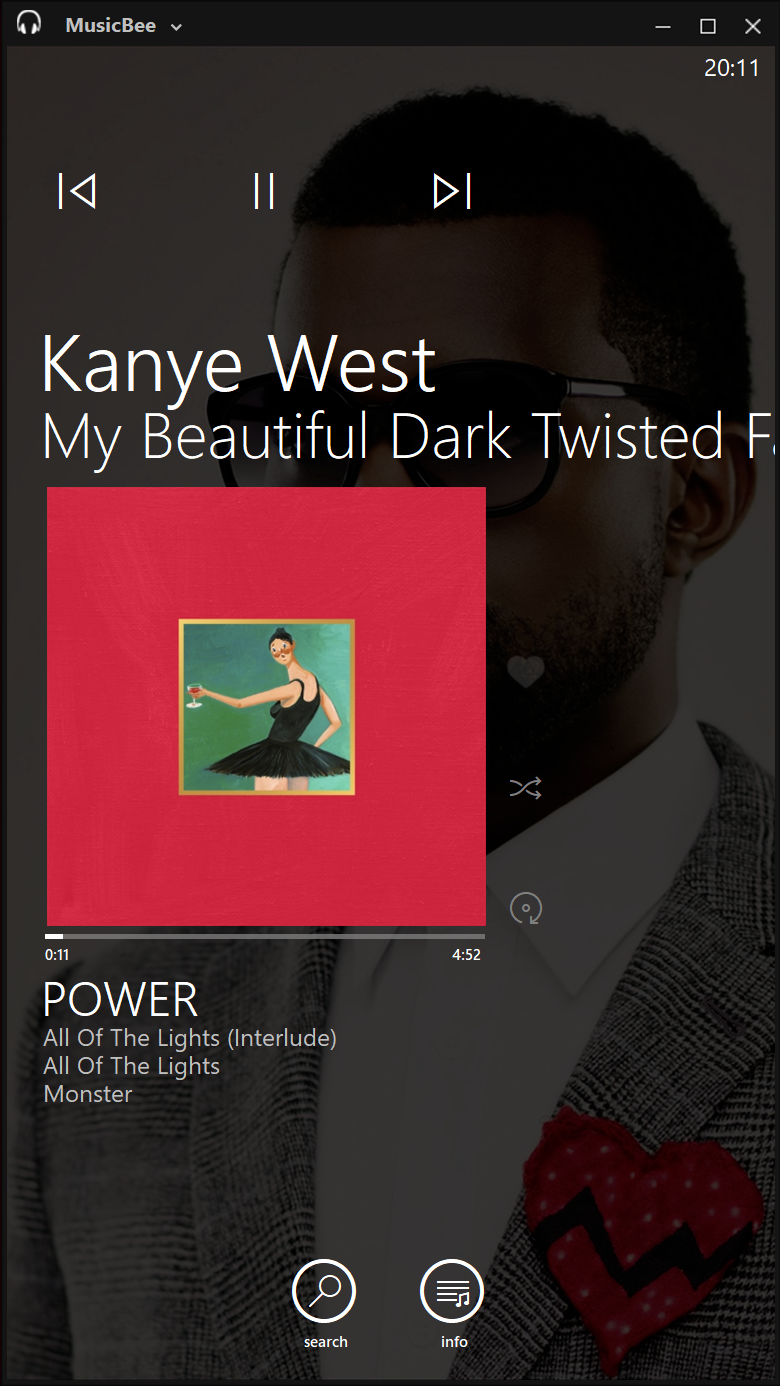 MusicBee
20:11
Kanye West
My Beautiful Dark Twisted Fa
0:11 4:52
POWER
All Of The Lights (Interlude)
All Of The Lights
Monster
search info